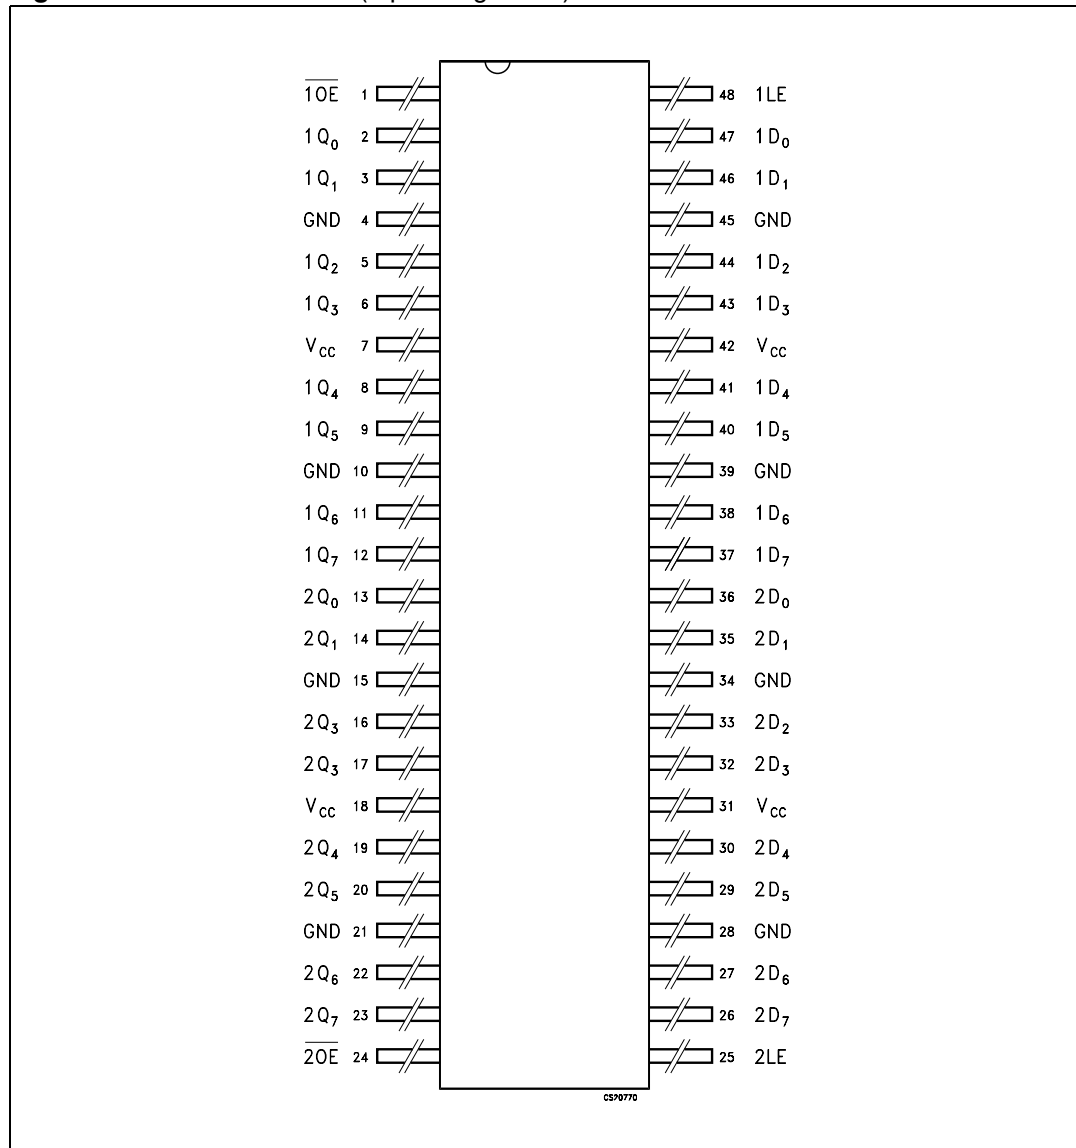 1OE 1 48 1LE
1Q0 2 47 1D0
1Q1 3 46 1D1
GND 4 45 GND
1Q2 5 44 1D2
1Q3 6 43 1D3
VCC 7 42 VCC
1Q4 8 41 1D4
1Q5 9 40 1D5
GND 10 39 GND
1Q6 11 38 1D6
1Q7 12 37 1D7
2Q0 13 36 2D0
2Q1 14 35 2D1
GND 15 34 GND
2Q3 16 33 2D2
2Q3 17 32 2D3
VCC 18 31 VCC
2Q4 19 30 2D4
2Q5 20 29 2D5
GND 21 28 GND
2Q6 22 27 2D6
2Q7 23 26 2D7
2OE 24 25 2LE